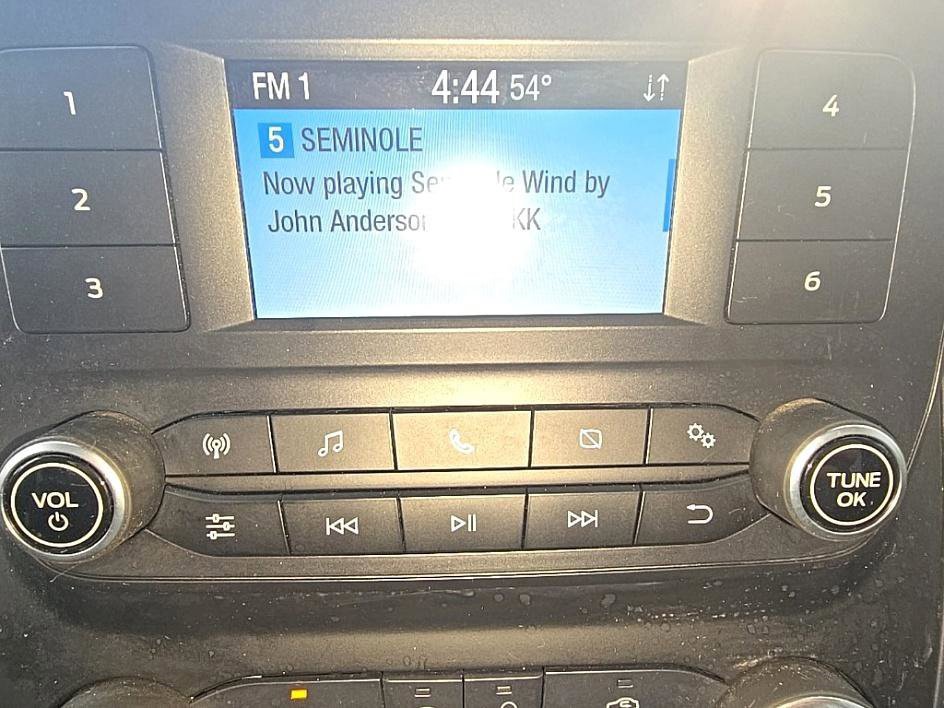 FM 1 4:44 54°
5 SEMINOLE
Now playing Wind by
John KK
1
2
3
4
5
6
VOL
TUNE
OK